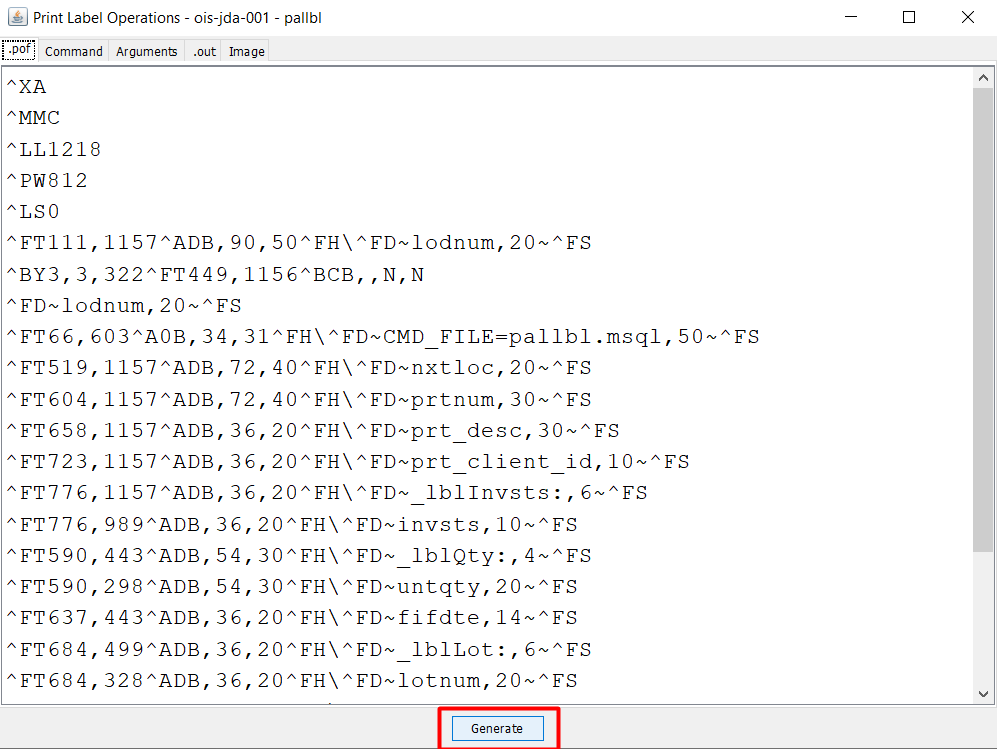 Print Label Operations - ois-jda-001 - pallbl
.pof Command Arguments .out Image
^XA
^MMC
^LL1218
^PW812
^LS0
^FT111,1157^ADB,90,50^FH\^FD~lodnum,20~^FS
^BY3,3,322^FT449,1156^BCB,,N,N
^FD~lodnum,20~^FS
^FT66,603^A0B,34,31^FH\^FD~CMD_FILE=pallbl.msql,50~^FS
^FT519,1157^ADB,72,40^FH\^FD~nxtloc,20~^FS
^FT604,1157^ADB,72,40^FH\^FD~prtnum,30~^FS
^FT658,1157^ADB,36,20^FH\^FD~prt_desc,30~^FS
^FT723,1157^ADB,36,20^FH\^FD~prt_client_id,10~^FS
^FT776,1157^ADB,36,20^FH\^FD~_lblInvsts:,6~^FS
^FT776,989^ADB,36,20^FH\^FD~invsts,10~^FS
^FT590,443^ADB,54,30^FH\^FD~_lblQty:,4~^FS
^FT590,298^ADB,54,30^FH\^FD~untqty,20~^FS
^FT637,443^ADB,36,20^FH\^FD~fifdte,14~^FS
^FT684,499^ADB,36,20^FH\^FD~_lblLot:,6~^FS
^FT684,328^ADB,36,20^FH\^FD~lotnum,20~^FS
Generate